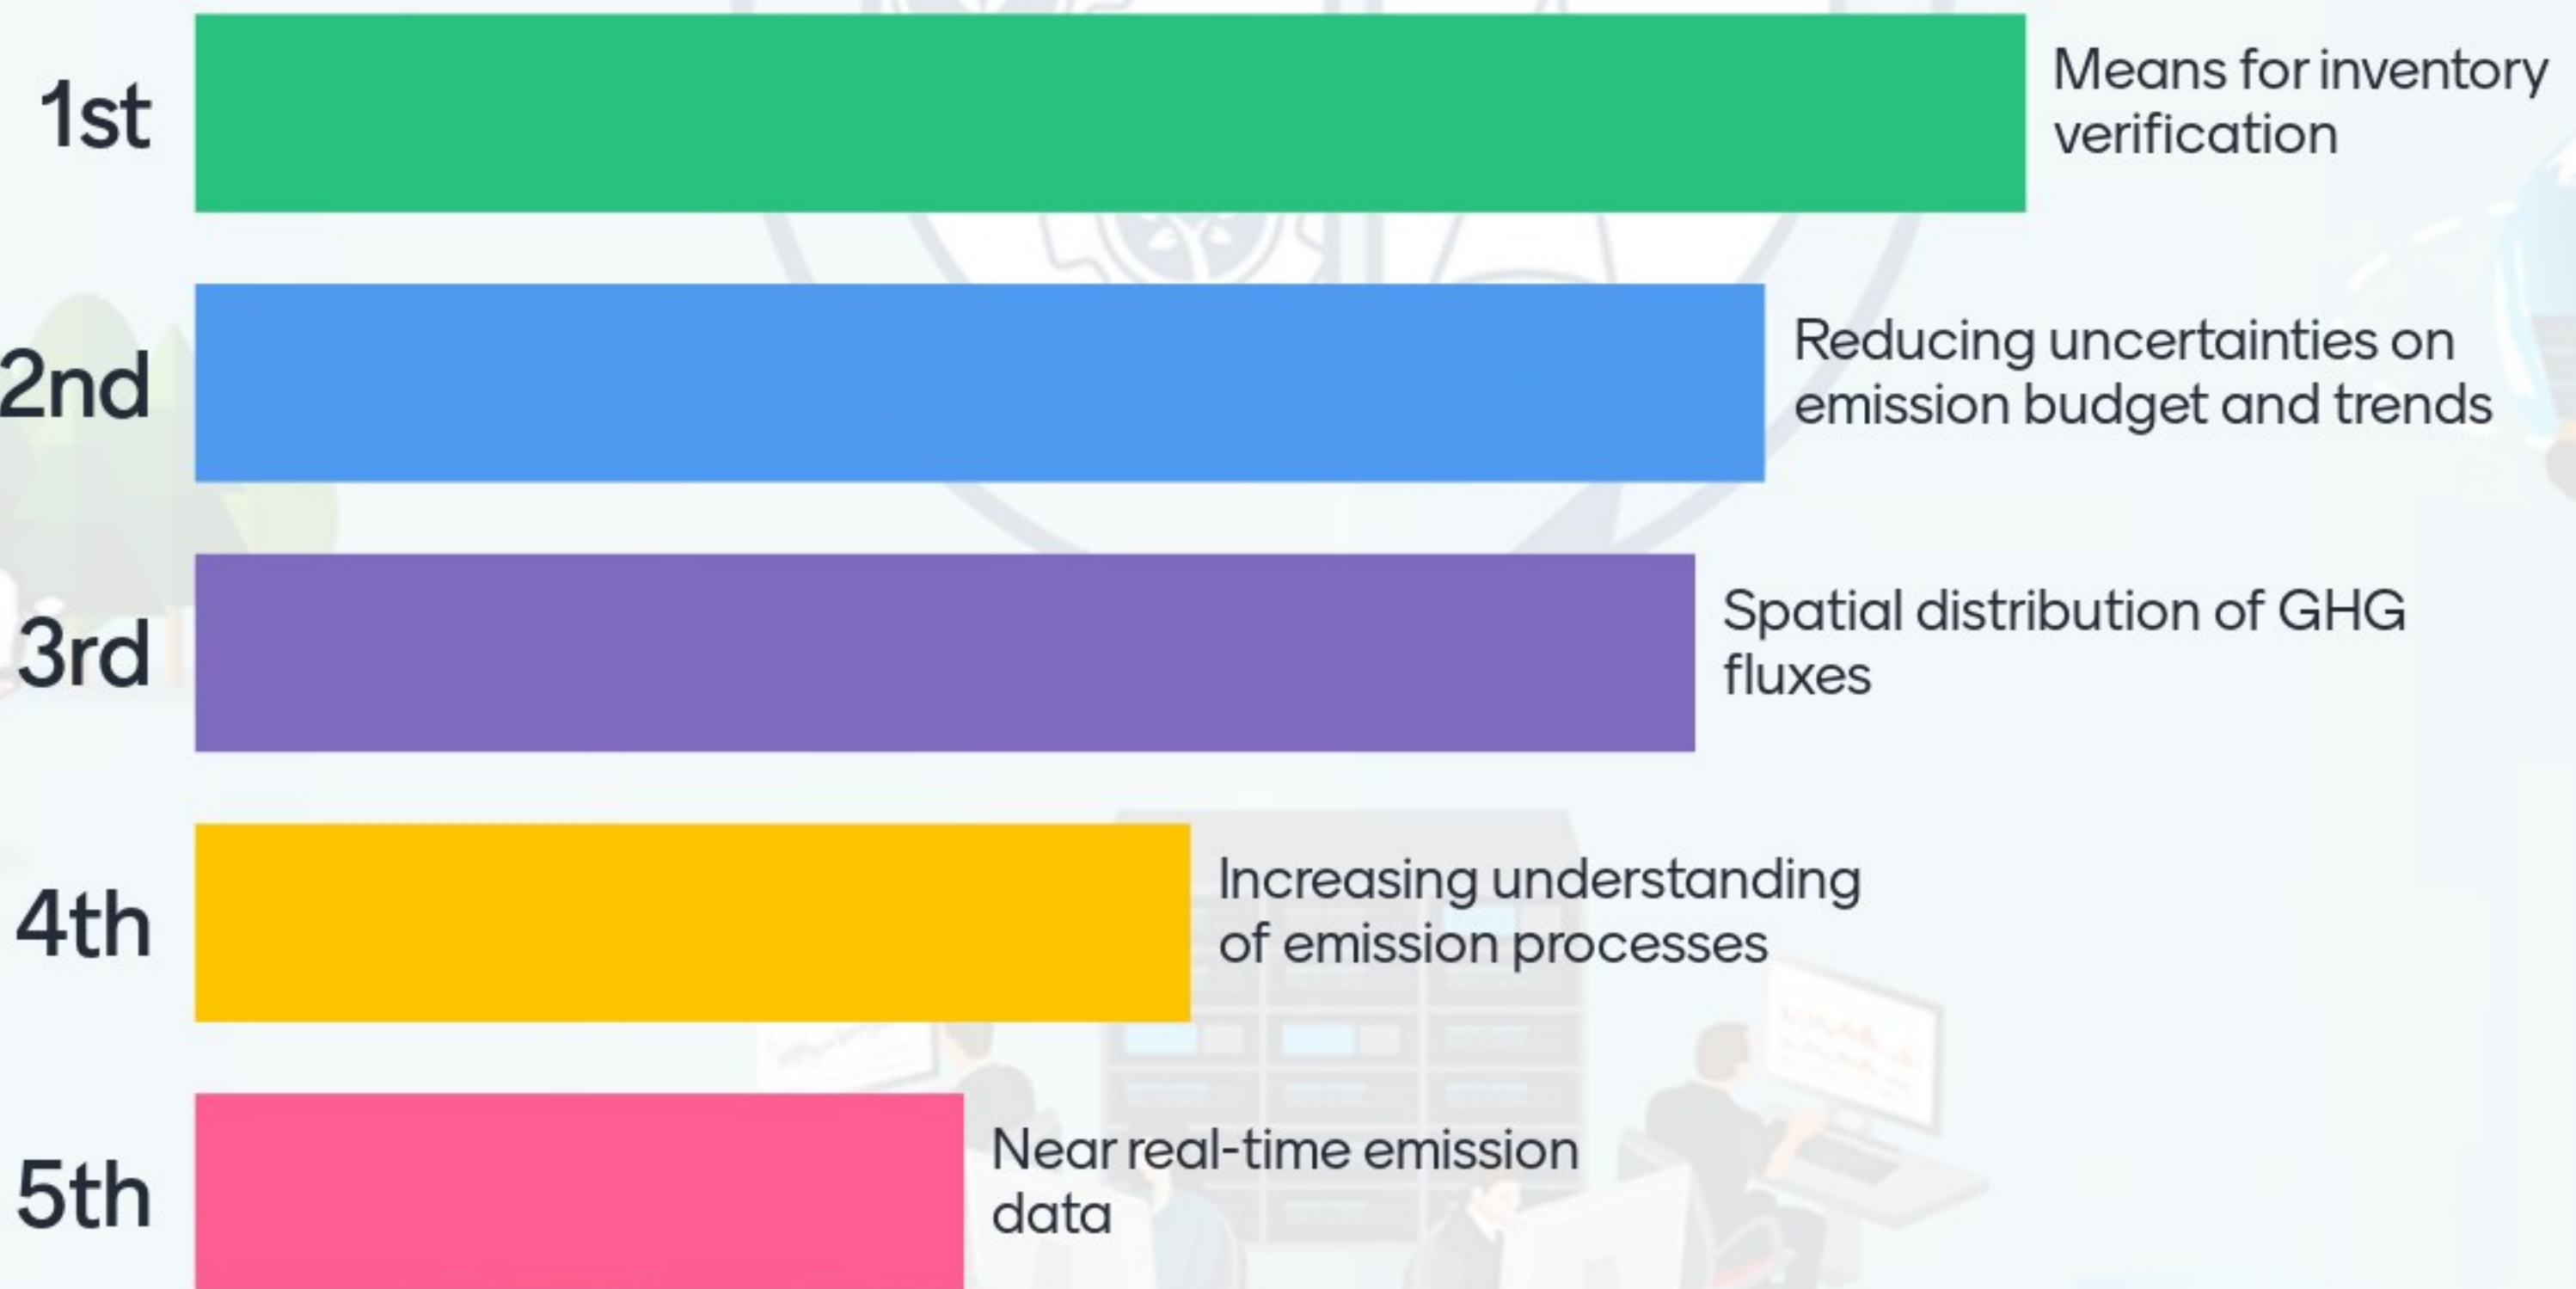 1st
Means for inventory
verification
2nd
Reducing uncertainties on
emission budget and trends
3rd
Spatial distribution of GHG
fluxes
4th
Increasing understanding
of emission processes
5th
Near real-time emission
data